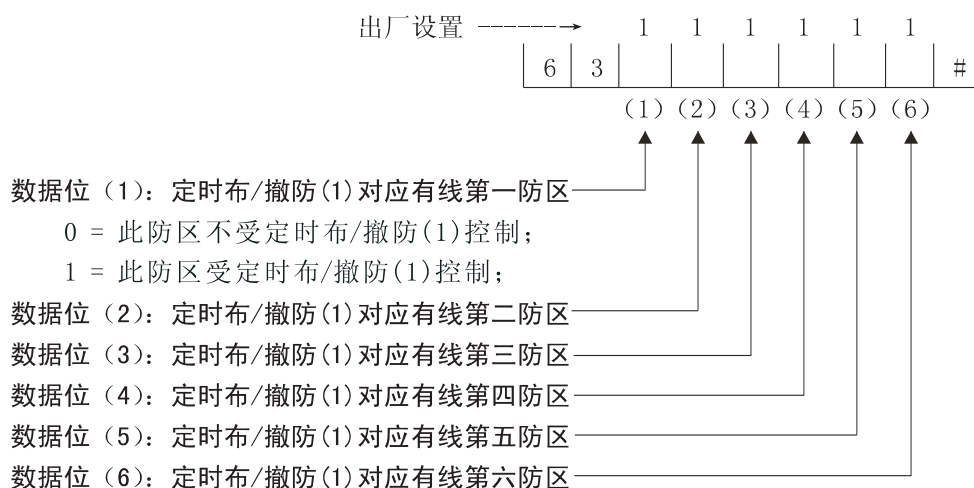 出厂设置 1 1 1 1 1 1
6 3 #
(1) (2) (3) (4) (5) (6)
数据位（1）：定时布/撤防(1)对应有线第一防区
0 = 此防区不受定时布/撤防(1)控制；
1 = 此防区受定时布/撤防(1)控制；
数据位（2）：定时布/撤防(1)对应有线第二防区
数据位（3）：定时布/撤防(1)对应有线第三防区
数据位（4）：定时布/撤防(1)对应有线第四防区
数据位（5）：定时布/撤防(1)对应有线第五防区
数据位（6）：定时布/撤防(1)对应有线第六防区